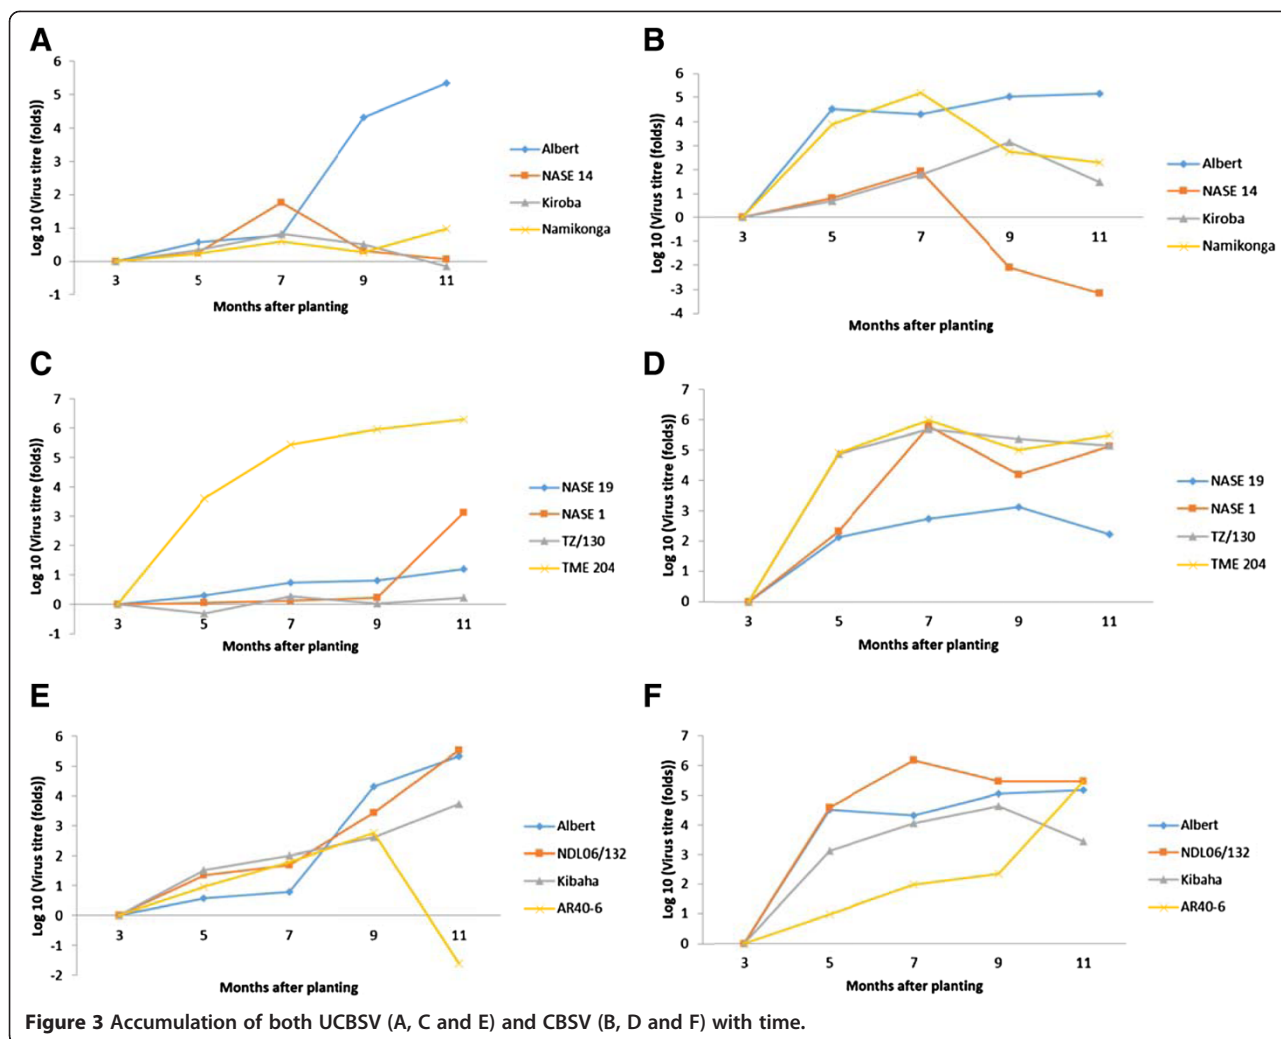 A
6
5
4
3
2
1
0
-1
Log 10 (Virus titre (folds))
3 5 7 9 11
Months after planting
Albert
NASE 14
Kiroba
Namikonga
B
6
5
4
3
2
1
0
-1
-2
-3
-4
Log 10 (Virus titre (folds))
3 5 7 9 11
Months after planting
Albert
NASE 14
Kiroba
Namikonga
C
7
6
5
4
3
2
1
0
-1
Log 10 (Virus titre (folds))
3 5 7 9 11
Months after planting
NASE 19
NASE 1
TZ/130
TME 204
D
7
6
5
4
3
2
1
0
Log 10 (Virus titre (folds))
3 5 7 9 11
Months after planting
NASE 19
NASE 1
TZ/130
TME 204
E
6
5
4
3
2
1
0
-1
-2
Log 10 (Virus titre (folds))
3 5 7 9 11
Months after planting
Albert
NDL06/132
Kibaha
AR40-6
F
7
6
5
4
3
2
1
0
Log 10 (Virus titre (folds))
3 5 7 9 11
Months after planting
Albert
NDL06/132
Kibaha
AR40-6
Figure 3 Accumulation of both UCBSV (A, C and E) and CBSV (B, D and F) with time.